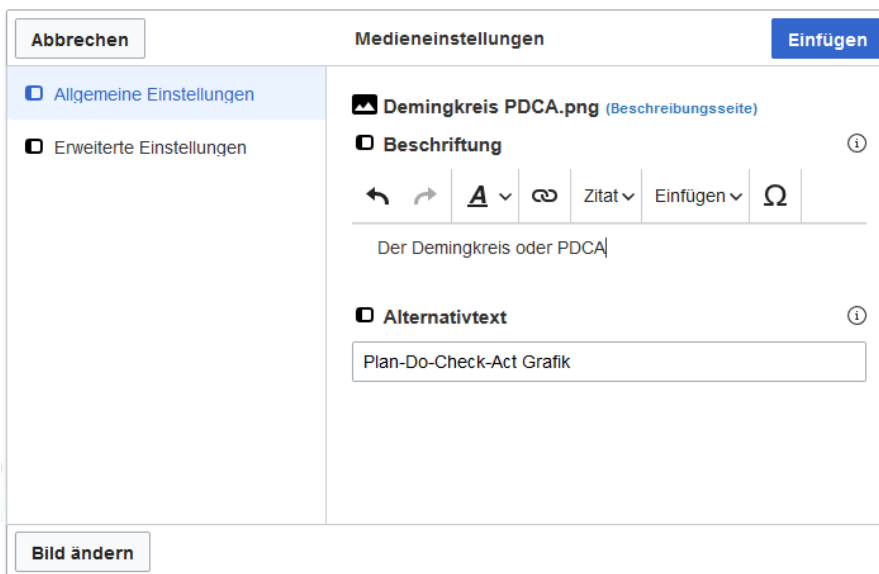 Abbrechen Medieneinstellungen Einfügen
Allgemeine Einstellungen
Erweiterte Einstellungen
Demingkreis PDCA.png (Beschreibungsseite)
Beschriftung
A Zitat Einfügen Ω
Der Demingkreis oder PDCA
Alternativtext
Plan-Do-Check-Act Grafik
Bild ändern